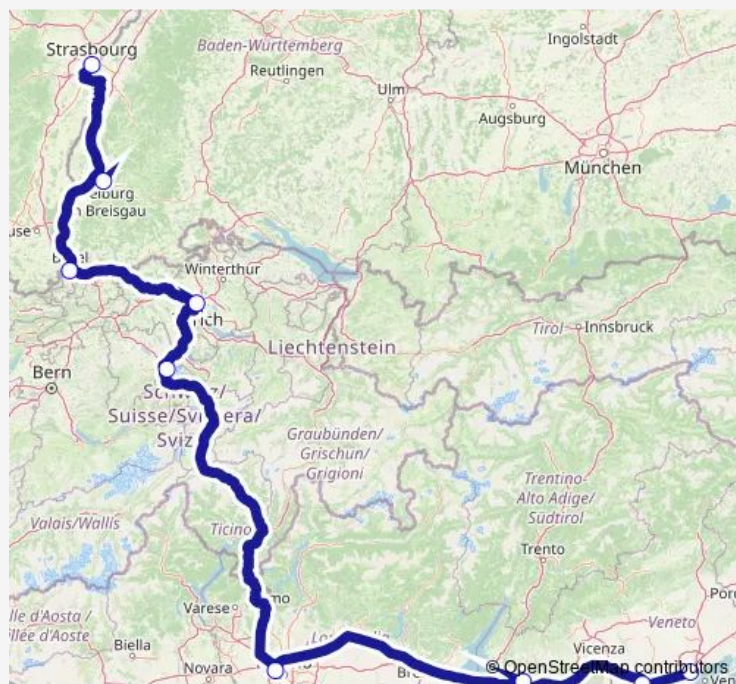 Strasbourg
Baden-Württemberg
Ingolstadt
Reutlingen
Ulm
Augsburg
München
Breisgau
Winterthur
Liechtenstein
Tirol
Innsbruck
Bern
Suisse/
Graubünden/
Grischun/
Grigioni
Trentino-
Alto Adige/
Südtirol
Valais/Wallis
Ticino
Trento
Varese
Veneto
Biella
Vicenza
Novara
© OpenStreetMap contributors